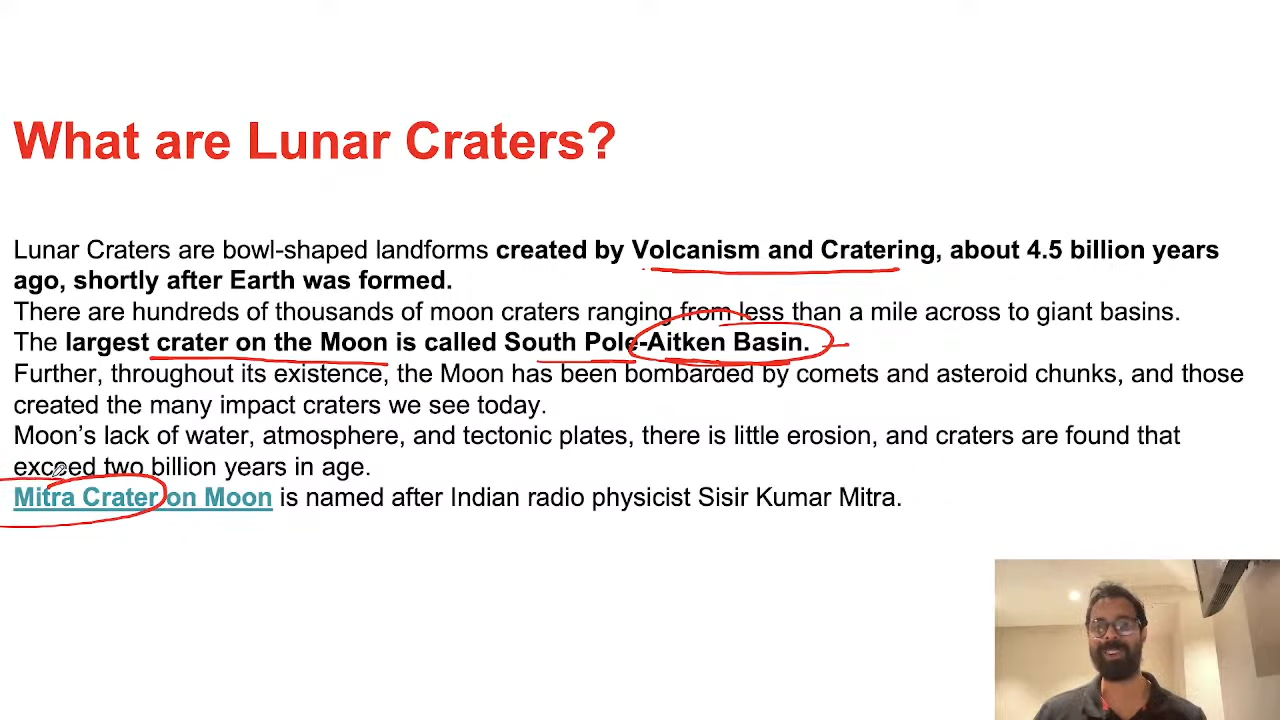 What are Lunar Craters?
Lunar Craters are bowl-shaped landforms created by Volcanism and Cratering, about 4.5 billion years
ago, shortly after Earth was formed.
There are hundreds of thousands of moon craters ranging from less than a mile across to giant basins.
The largest crater on the Moon is called South Pole-Aitken Basin.
Further, throughout its existence, the Moon has been bombarded by comets and asteroid chunks, and those
created the many impact craters we see today.
Moon’s lack of water, atmosphere, and tectonic plates, there is little erosion, and craters are found that
exceed two billion years in age.
Mitra Crater on Moon is named after Indian radio physicist Sisir Kumar Mitra.